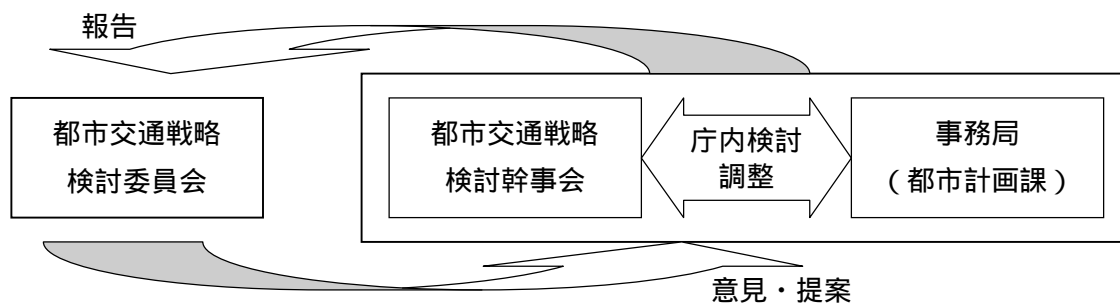 報告
都市交通戦略
検討委員会
都市交通戦略
検討幹事会
庁内検討
調整
事務局
（都市計画課）
意見・提案